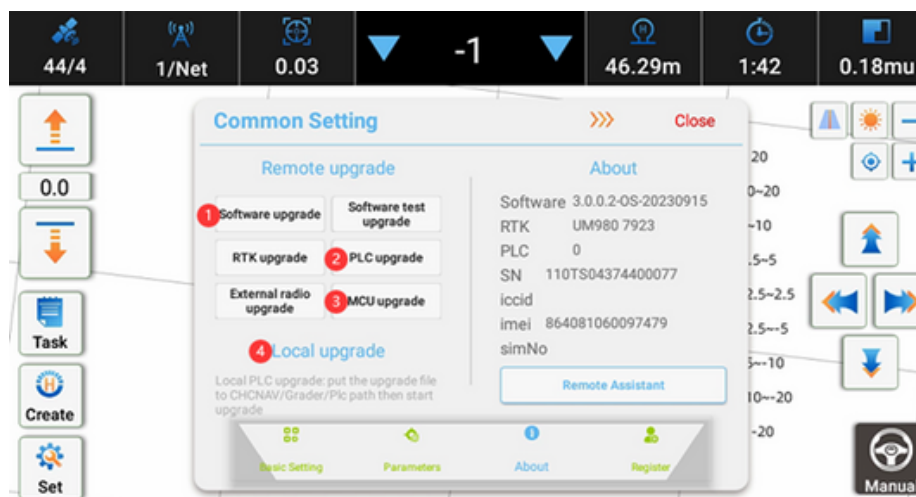 44/4
1/Net
0.03
-1
46.29m
1:42
0.18mu
Common Setting
>>>
Close
Remote upgrade
About
1
Software upgrade
Software test
upgrade
RTK upgrade
2
PLC upgrade
External radio
upgrade
3
MCU upgrade
4
Local upgrade
Local PLC upgrade: put the upgrade file
to CHCNAV/Grader/Plc path then start
upgrade
Software 3.0.0.2-OS-20230915
RTK UM980 7923
PLC 0
SN 110TS04374400077
iccid
imei 864081060097479
simNo
Remote Assistant
Basic Setting
Parameters
About
Register
0.0
Task
Create
Set
20
0~20
~10
.5~5
2.5~2.5
2.5~-5
5~-10
10~-20
-20
Manua